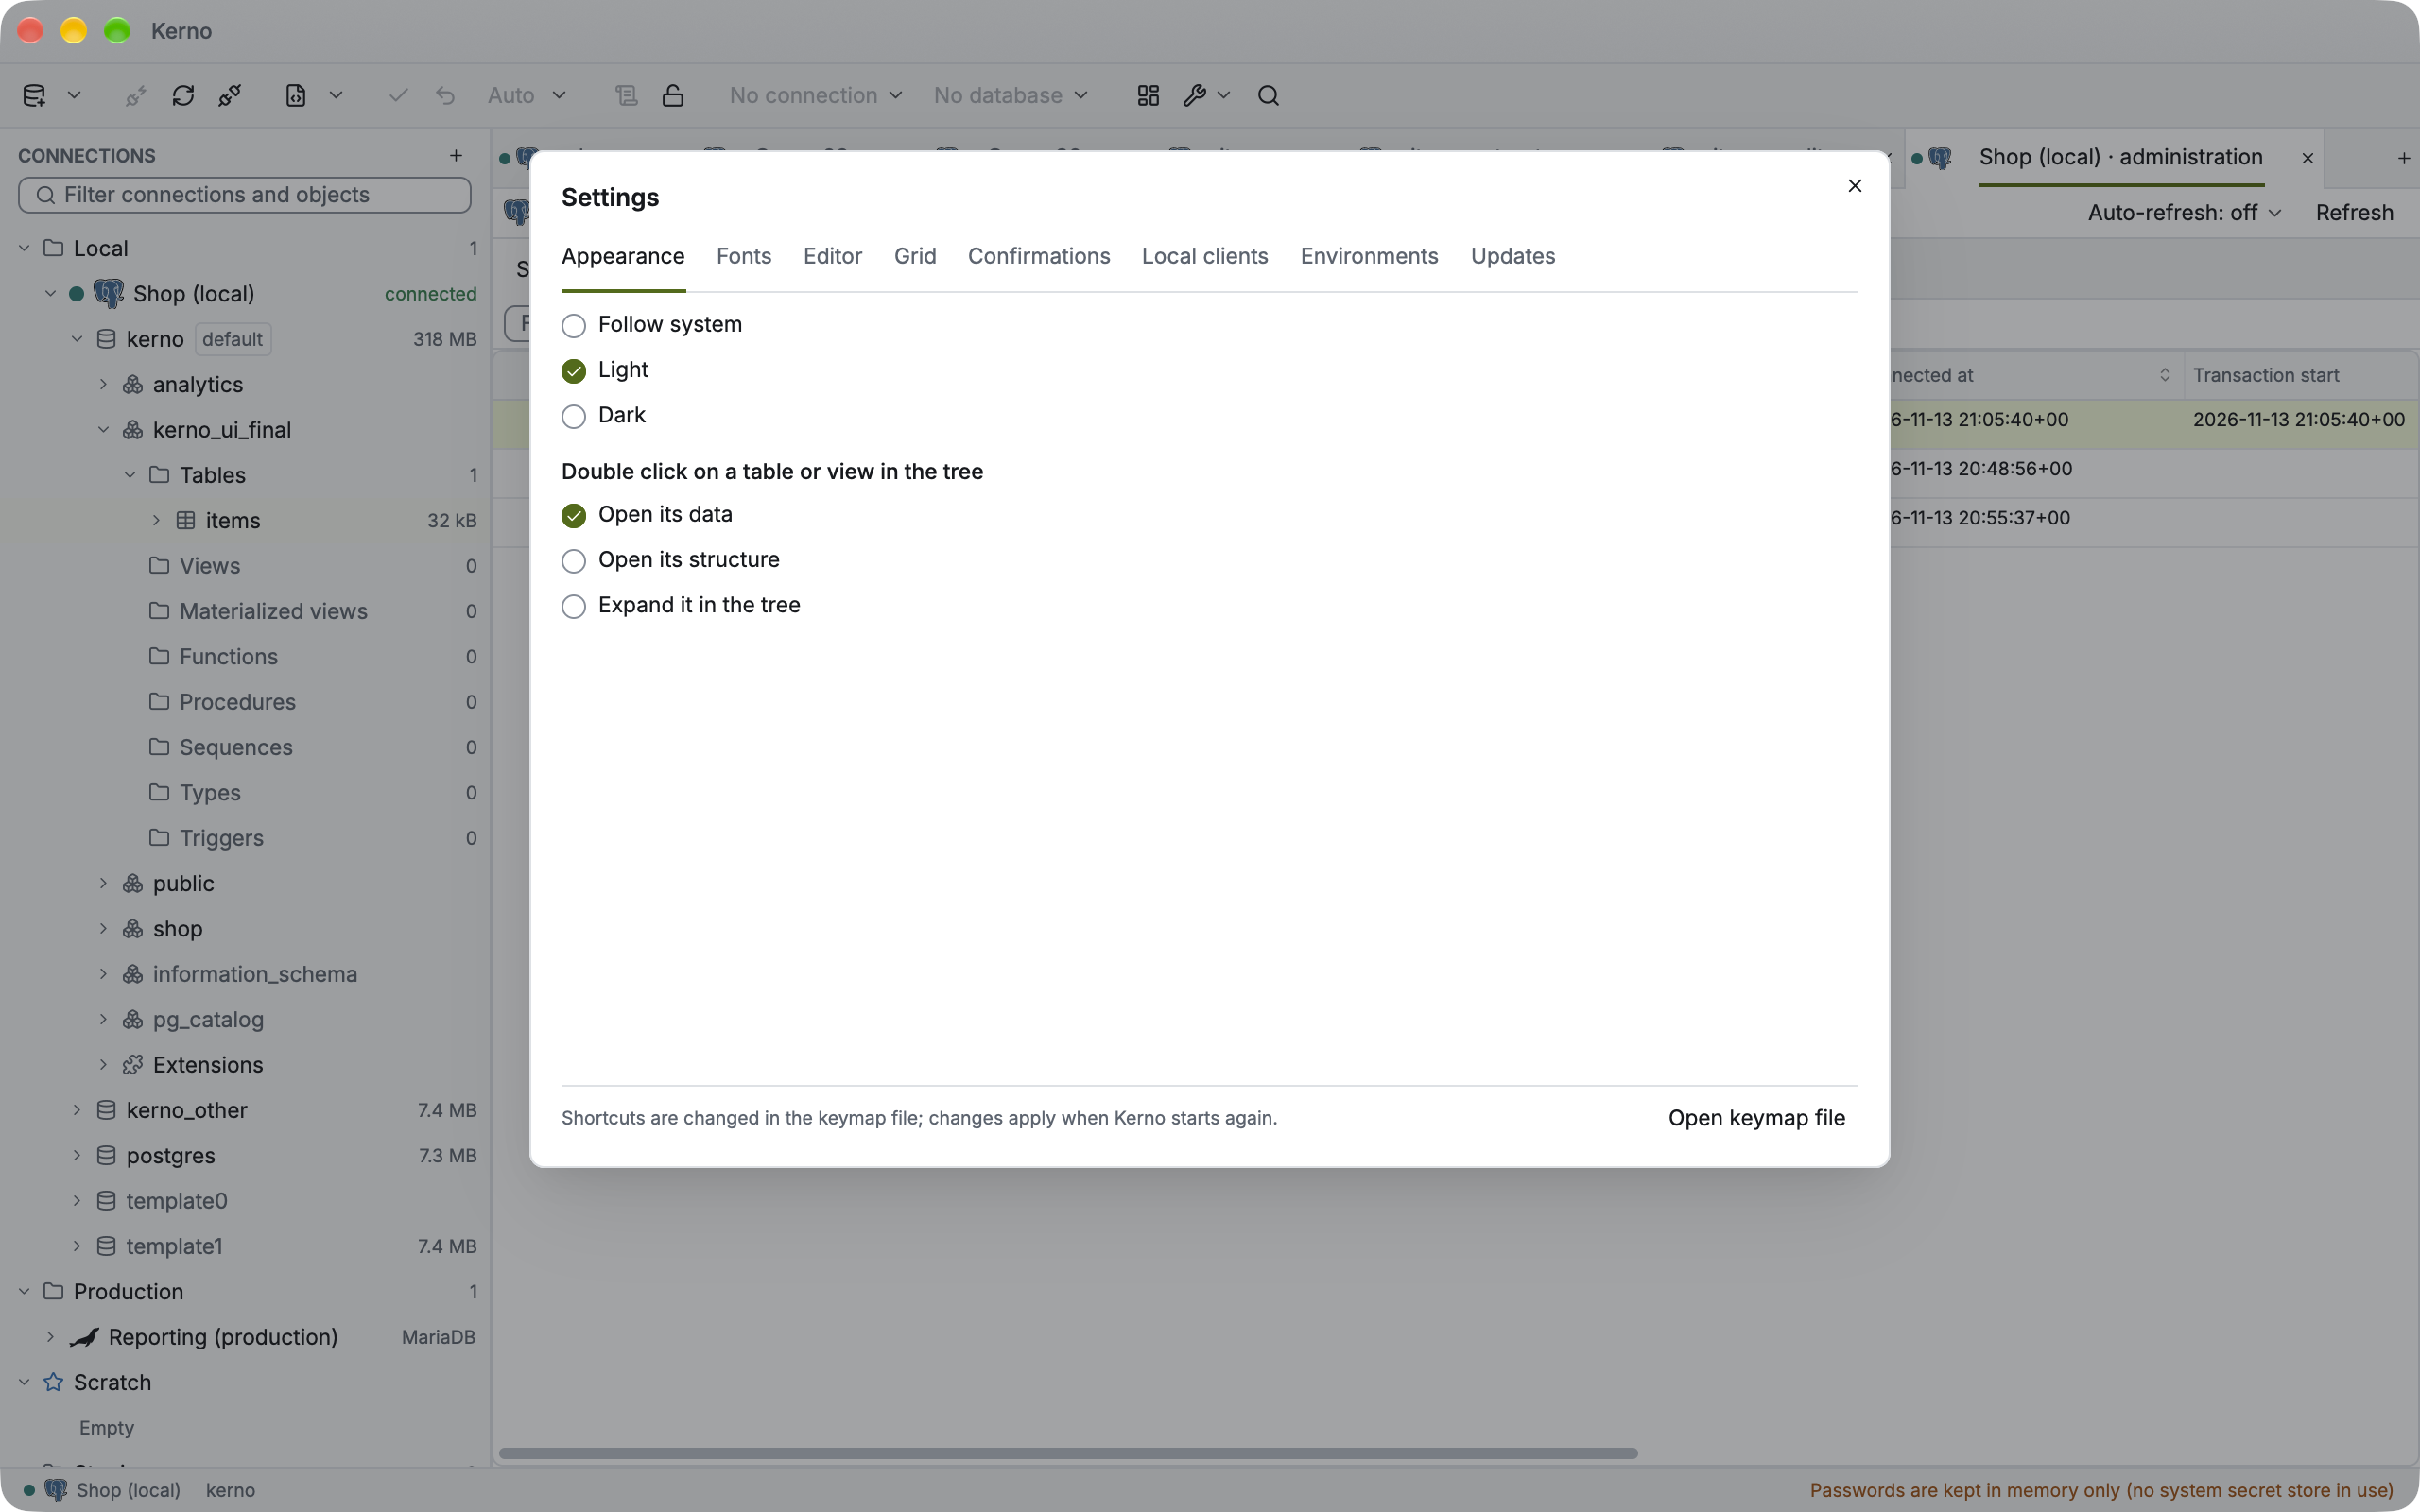 Kerno
Auto
No connection
No database
CONNECTIONS
Filter connections and objects
Local 1
Shop (local) connected
kerno default 318 MB
analytics
kerno_ui_final
Tables 1
items 32 kB
Views 0
Materialized views 0
Functions 0
Procedures 0
Sequences 0
Types 0
Triggers 0
public
shop
information_schema
pg_catalog
Extensions
kerno_other 7.4 MB
postgres 7.3 MB
template0
template1 7.4 MB
Production 1
Reporting (production) MariaDB
Scratch
Empty
Shop (local) · administration
Auto-refresh: off
Refresh
Transaction start
6-11-13 21:05:40+00 2026-11-13 21:05:40+00
6-11-13 20:48:56+00
6-11-13 20:55:37+00
Settings
Appearance Fonts Editor Grid Confirmations Local clients Environments Updates
Follow system
Light
Dark
Double click on a table or view in the tree
Open its data
Open its structure
Expand it in the tree
Shortcuts are changed in the keymap file; changes apply when Kerno starts again.
Open keymap file
Shop (local) kerno
Passwords are kept in memory only (no system secret store in use)